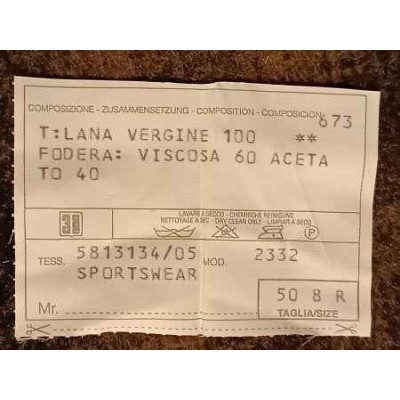 COMPOSIZIONE - ZUSAMMENSETZUNG - COMPOSITION - COMPOSICION
673
T:LANA VERGINE 100 **
FODERA: VISCOSA 60 ACETA
TO 40
LAVARE A SECCO - CHEMISCHE REINIGUNG
NETTOYAGE A SEC - DRY CLEAN ONLY - LIMPIAR A SECO
P
TESS. 5813134/05 MOD. 2332
SPORTSWEAR
50 8 R
Mr. TAGLIA/SIZE